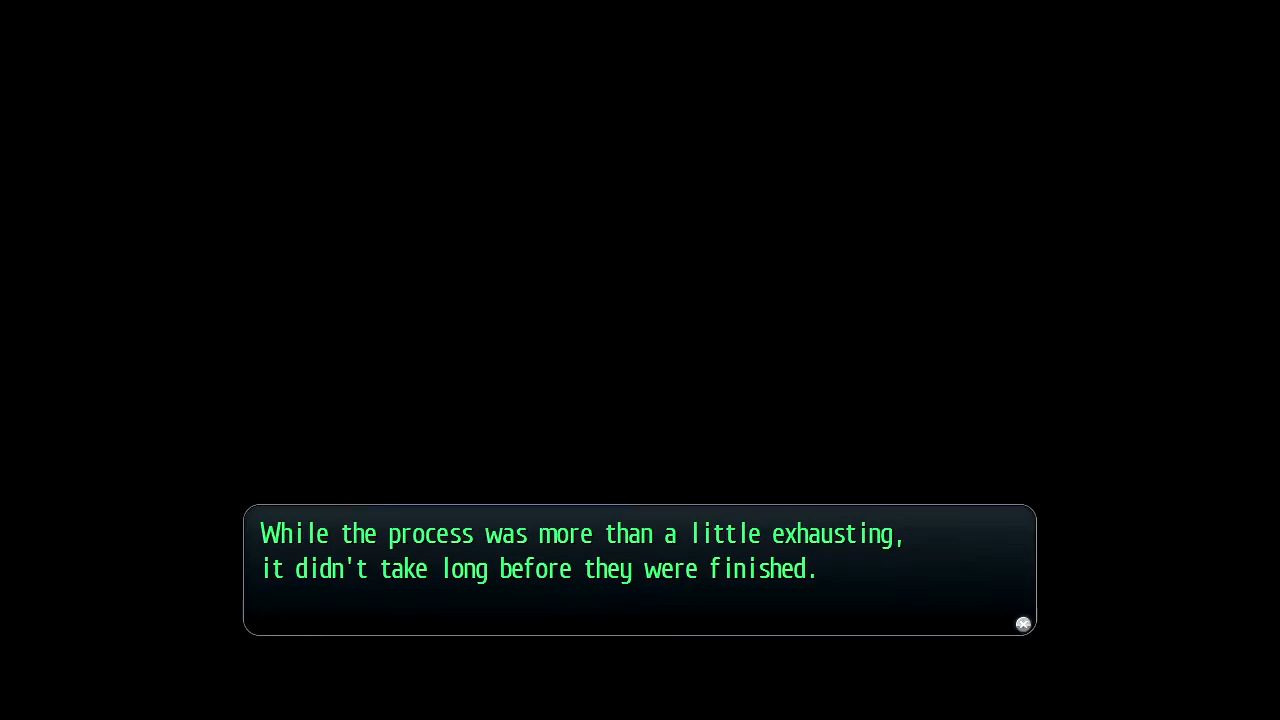 While the process was more than a little exhausting,
it didn't take long before they were finished.